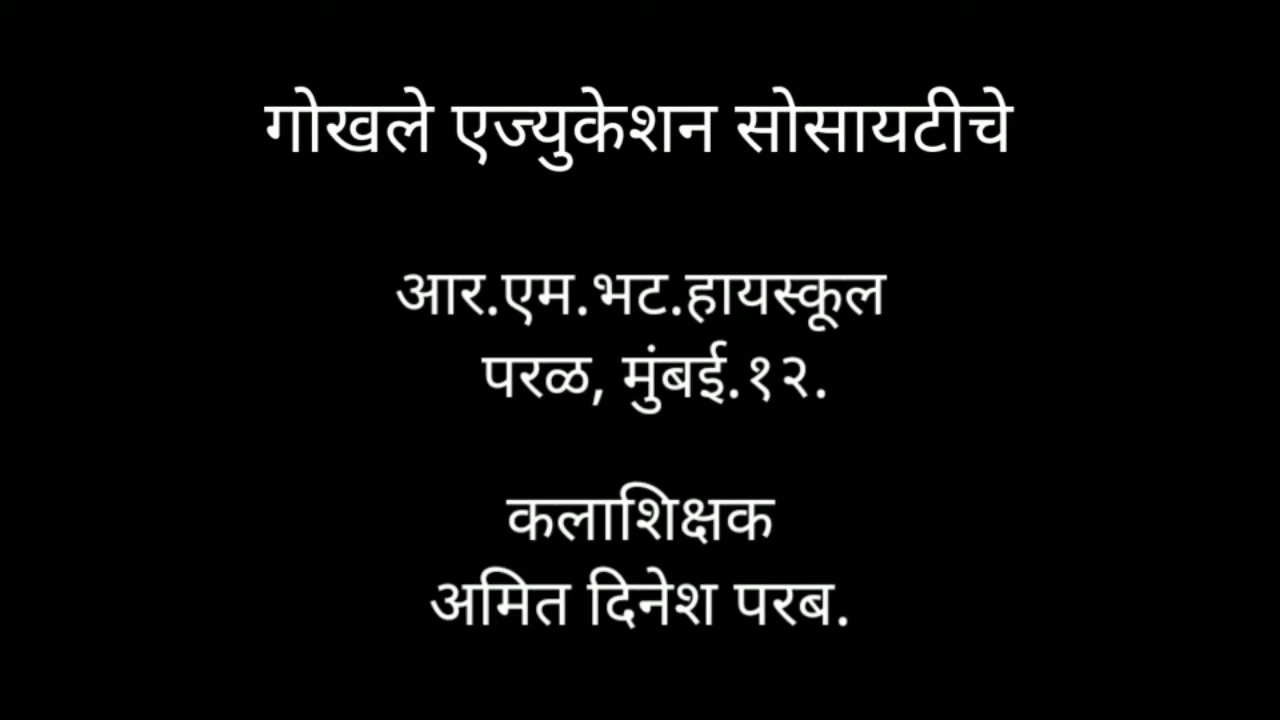 गोखले एज्युकेशन सोसायटीचे
आर.एम.भट.हायस्कूल
परळ, मुंबई.१२.
कलाशिक्षक
अमित दिनेश परब.